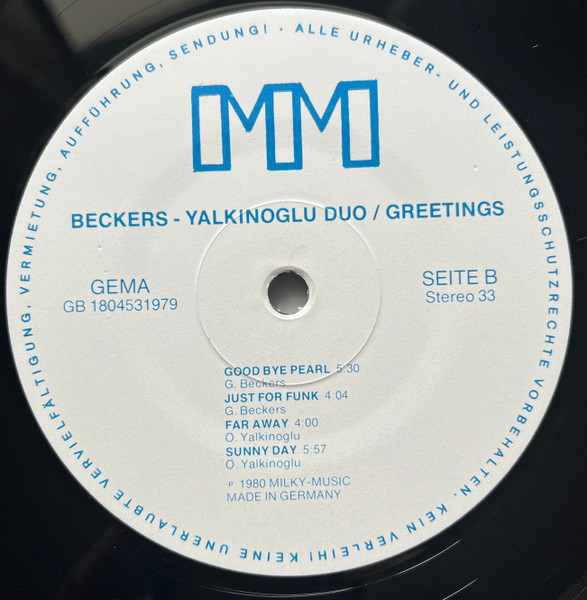 ALLE URHEBER- UND LEISTUNGSSCHUTZRECHTE VORBEHALTEN. KEIN VERLEIH! KEINE UNERLAUBTE VERVIELFÄLTIGUNG, VERMIETUNG, AUFFÜHRUNG, SENDUNG! ·
MM
BECKERS - YALKINOGLU DUO / GREETINGS
GEMA
GB 1804531979
SEITE B
Stereo 33
GOOD BYE PEARL 5:30
G. Beckers
JUST FOR FUNK 4:04
G. Beckers
FAR AWAY 4:00
Ö. Yalkinoglu
SUNNY DAY 5:57
Ö. Yalkinoglu
℗ 1980 MILKY-MUSIC
MADE IN GERMANY